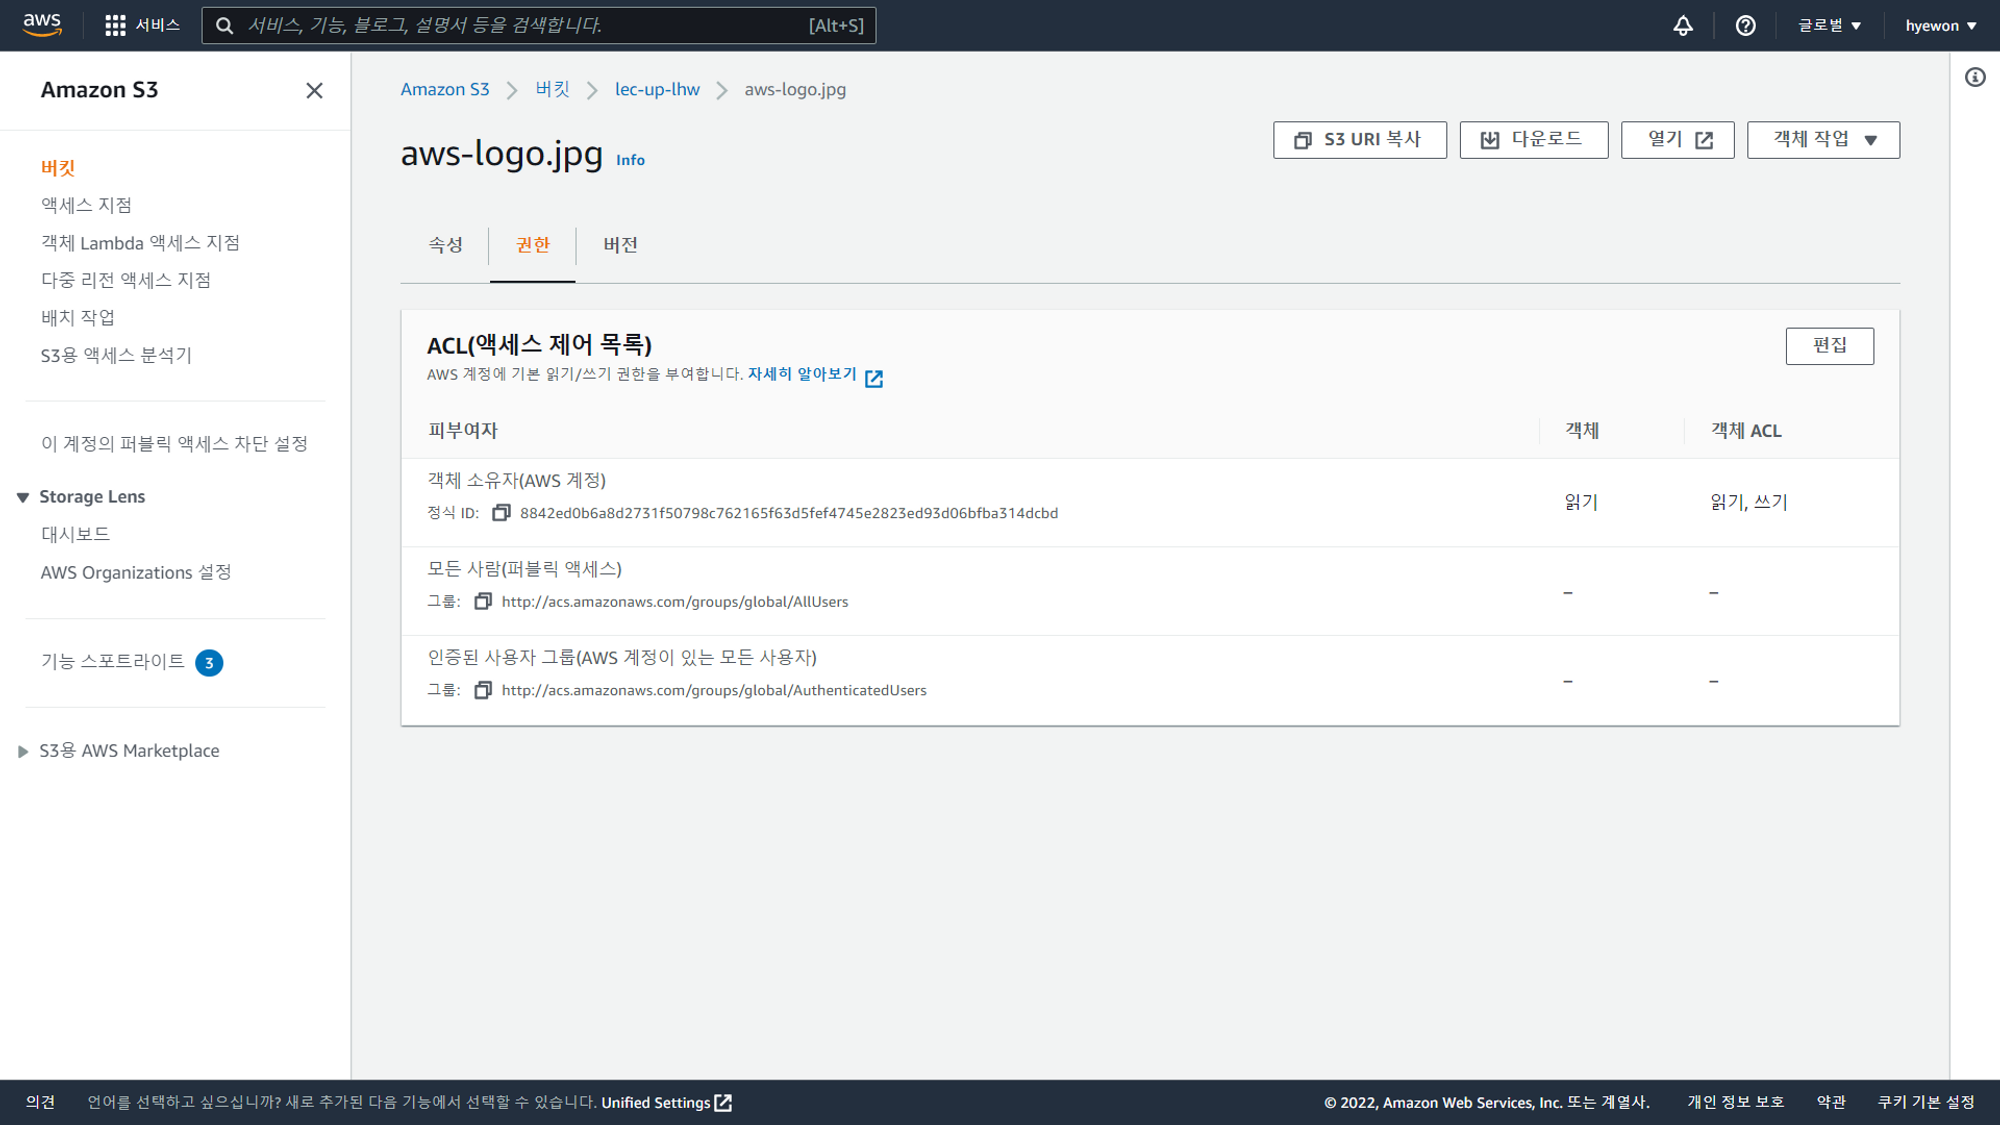 aws
서비스
서비스, 기능, 블로그, 설명서 등을 검색합니다.
[Alt+S]
글로벌
hyewon
Amazon S3
버킷
액세스 지점
객체 Lambda 액세스 지점
다중 리전 액세스 지점
배치 작업
S3용 액세스 분석기
이 계정의 퍼블릭 액세스 차단 설정
Storage Lens
대시보드
AWS Organizations 설정
기능 스포트라이트 3
S3용 AWS Marketplace
Amazon S3 버킷 lec-up-lhw aws-logo.jpg
aws-logo.jpg Info
S3 URI 복사
다운로드
열기
객체 작업
속성 권한 버전
ACL(액세스 제어 목록)
AWS 계정에 기본 읽기/쓰기 권한을 부여합니다. 자세히 알아보기
편집
피부여자 객체 객체 ACL
객체 소유자(AWS 계정)
정식 ID: 8842ed0b6a8d2731f50798c762165f63d5fef4745e2823ed93d06bfba314dcbd
읽기 읽기, 쓰기
모든 사람(퍼블릭 액세스)
그룹: http://acs.amazonaws.com/groups/global/AllUsers
– –
인증된 사용자 그룹(AWS 계정이 있는 모든 사용자)
그룹: http://acs.amazonaws.com/groups/global/AuthenticatedUsers
– –
의견 언어를 선택하고 싶으십니까? 새로 추가된 다음 기능에서 선택할 수 있습니다. Unified Settings
© 2022, Amazon Web Services, Inc. 또는 계열사. 개인 정보 보호 약관 쿠키 기본 설정